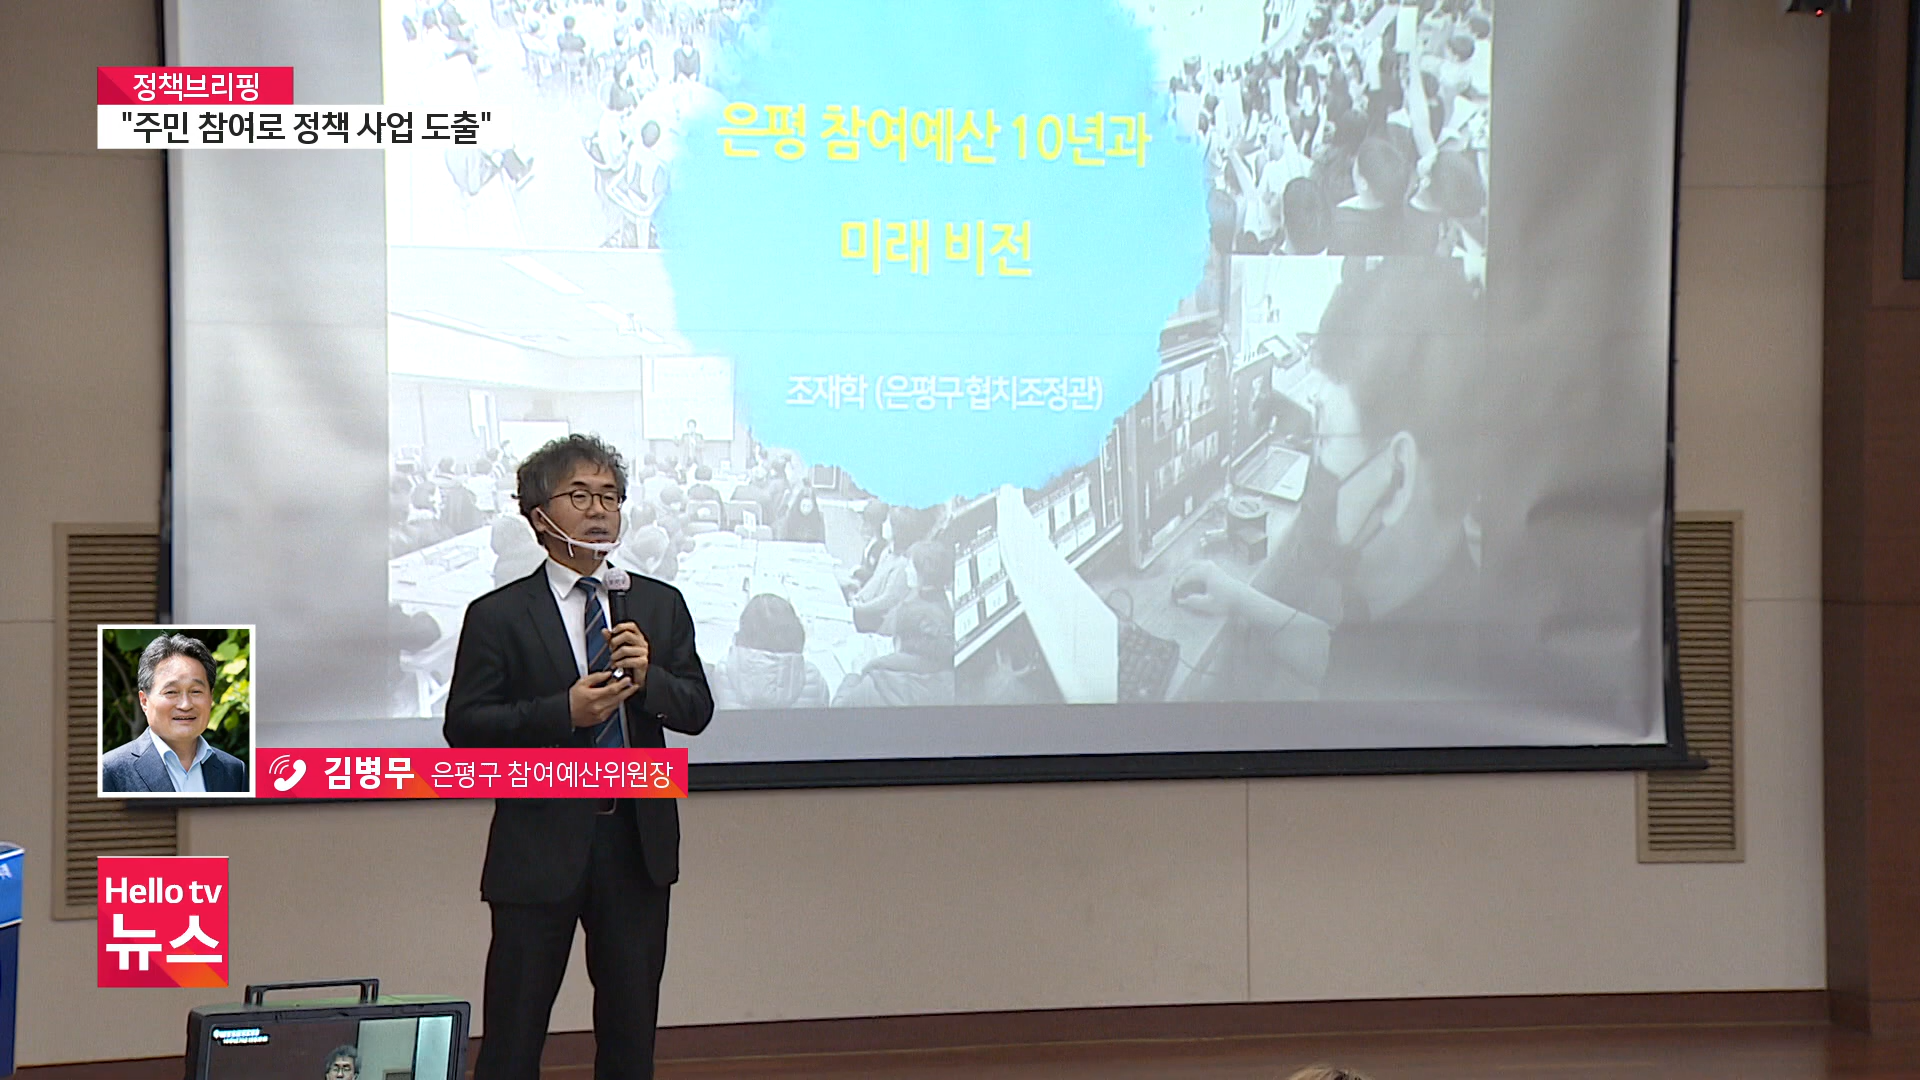 정책브리핑
"주민 참여로 정책 사업 도출"
은평 참여예산 10년과
미래 비전
조재학 (은평구협치조정관)
김병무 은평구 참여예산위원장
Hello tv
뉴스